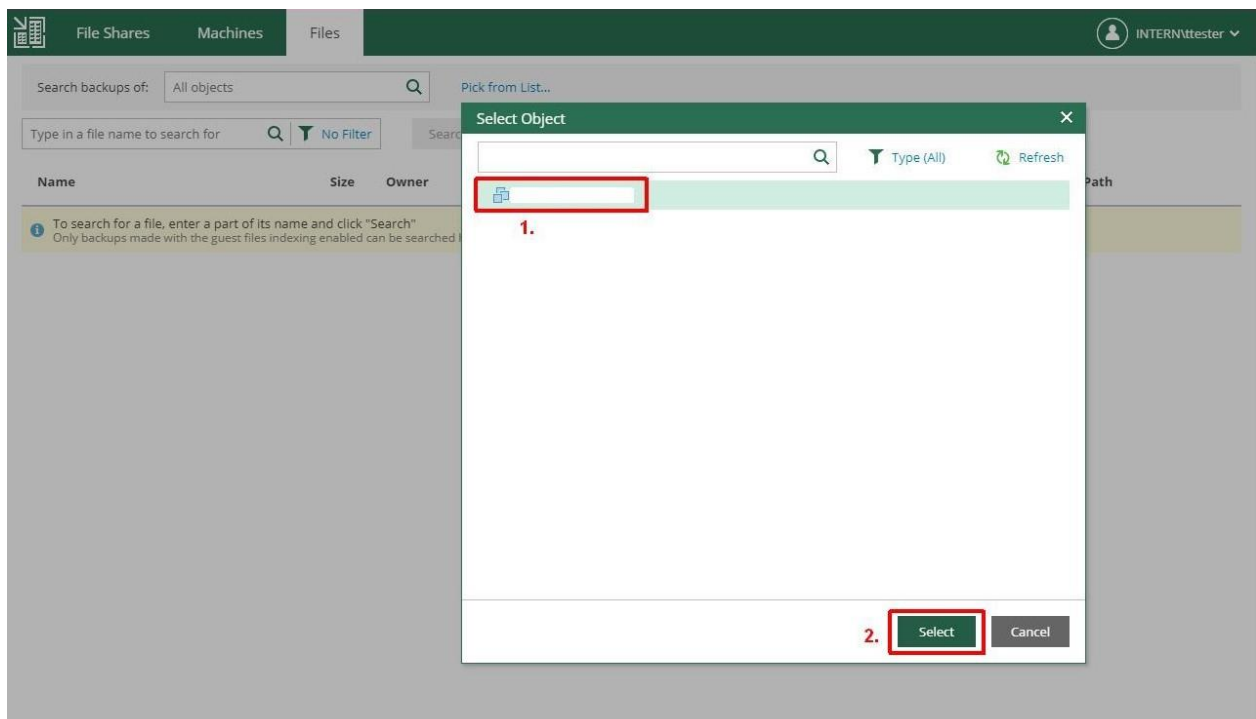 File Shares Machines Files INTERN\ttester
Search backups of: All objects Pick from List...
Type in a file name to search for No Filter
Select Object
Type (All) Refresh
Name Size Owner Path
To search for a file, enter a part of its name and click "Search"
Only backups made with the guest files indexing enabled can be searched
1.
2. Select Cancel